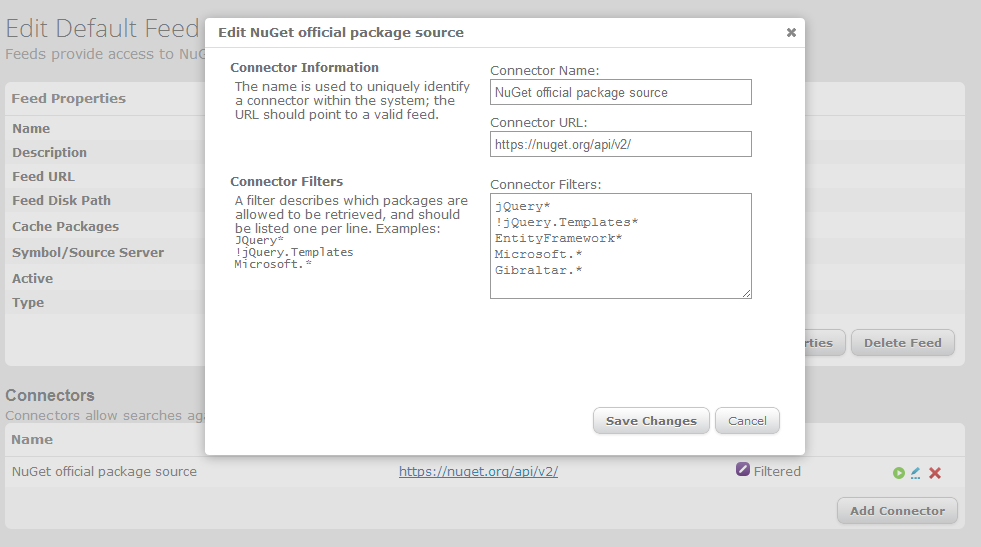 Edit Default Feed
Feeds provide access to NuG
Feed Properties
Name
Description
Feed URL
Feed Disk Path
Cache Packages
Symbol/Source Server
Active
Type
Edit NuGet official package source
Connector Information
The name is used to uniquely identify
a connector within the system; the
URL should point to a valid feed.
Connector Name:
NuGet official package source
Connector URL:
https://nuget.org/api/v2/
Connector Filters
A filter describes which packages are
allowed to be retrieved, and should
be listed one per line. Examples:
JQuery*
!jQuery.Templates
Microsoft.*
Connector Filters:
jQuery*
!jQuery.Templates*
EntityFramework*
Microsoft.*
Gibraltar.*
Save Changes
Cancel
rties
Delete Feed
Connectors
Connectors allow searches aga
Name
NuGet official package source
https://nuget.org/api/v2/
Filtered
Add Connector